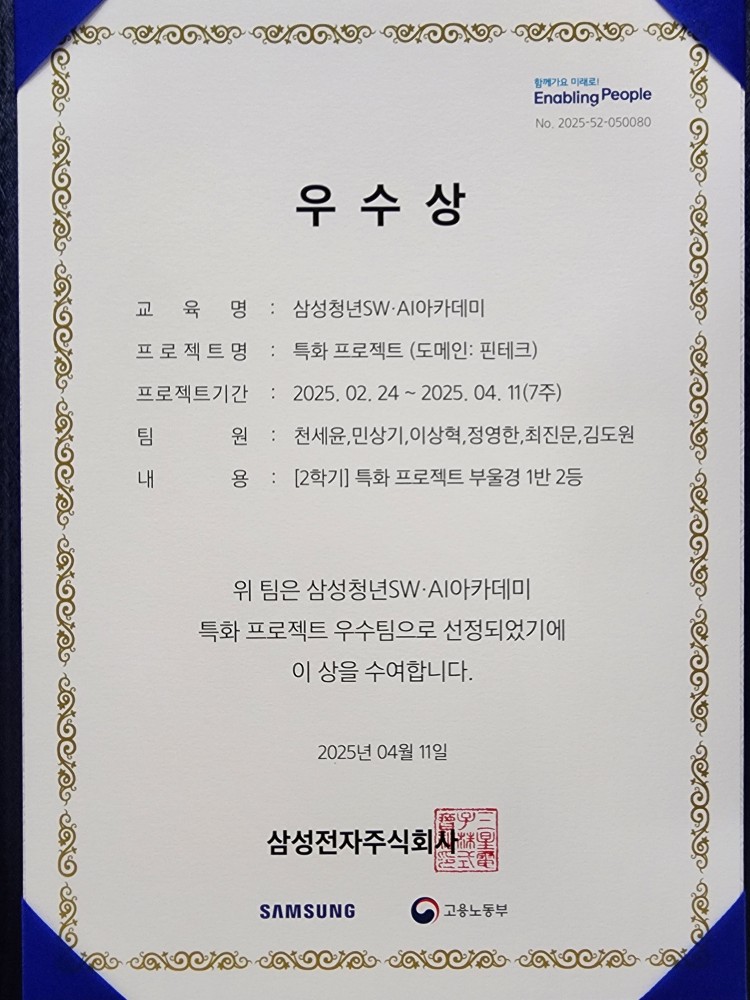 함께가요 미래로!
Enabling People
No. 2025-52-050080
우 수 상
교 육 명 : 삼성청년SW·AI아카데미
프로젝트명 : 특화 프로젝트 (도메인: 핀테크)
프로젝트기간 : 2025. 02. 24 ~ 2025. 04. 11(7주)
팀 원 : 천세윤,민상기,이상혁,정영한,최진문,김도원
내 용 : [2학기] 특화 프로젝트 부울경 1반 2등
위 팀은 삼성청년SW·AI아카데미
특화 프로젝트 우수팀으로 선정되었기에
이 상을 수여합니다.
2025년 04월 11일
삼성전자주식회사
SAMSUNG 고용노동부